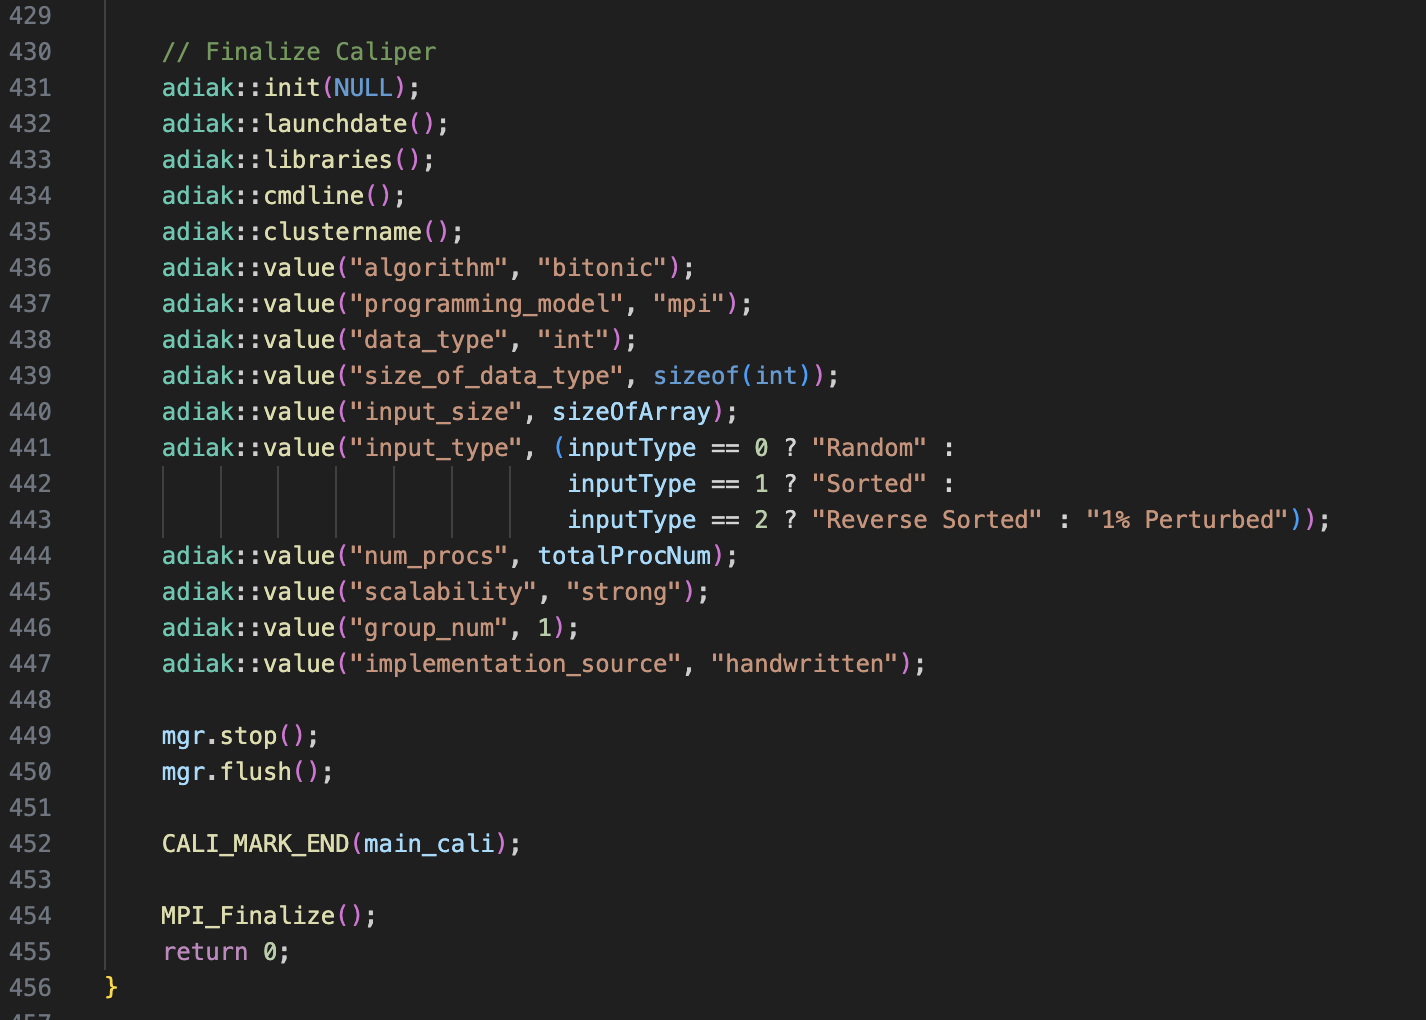 429
430 // Finalize Caliper
431 adiak::init(NULL);
432 adiak::launchdate();
433 adiak::libraries();
434 adiak::cmdline();
435 adiak::clustername();
436 adiak::value("algorithm", "bitonic");
437 adiak::value("programming_model", "mpi");
438 adiak::value("data_type", "int");
439 adiak::value("size_of_data_type", sizeof(int));
440 adiak::value("input_size", sizeOfArray);
441 adiak::value("input_type", (inputType == 0 ? "Random" :
442 inputType == 1 ? "Sorted" :
443 inputType == 2 ? "Reverse Sorted" : "1% Perturbed"));
444 adiak::value("num_procs", totalProcNum);
445 adiak::value("scalability", "strong");
446 adiak::value("group_num", 1);
447 adiak::value("implementation_source", "handwritten");
448
449 mgr.stop();
450 mgr.flush();
451
452 CALI_MARK_END(main_cali);
453
454 MPI_Finalize();
455 return 0;
456 }